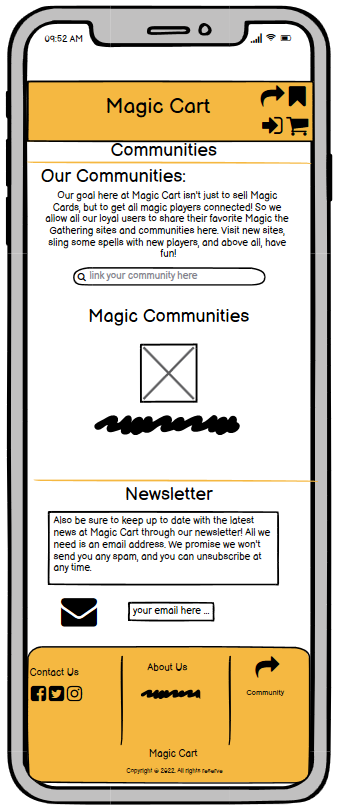 09:52 AM
Magic Cart
Communities
Our Communities:
Our goal here at Magic Cart isn't just to sell Magic
Cards, but to get all magic players connected! So we
allow all our loyal users to share their favorite Magic the
Gathering sites and communities here. Visit new sites,
sling some spells with new players, and above all, have
fun!
link your community here
Magic Communities
Newsletter
Also be sure to keep up to date with the latest
news at Magic Cart through our newsletter! All we
need is an email address. We promise we won't
send you any spam, and you can unsubscribe at
any time.
your email here ...
Contact Us
About Us
Community
Magic Cart
Copyright © 2022. All rights reserve